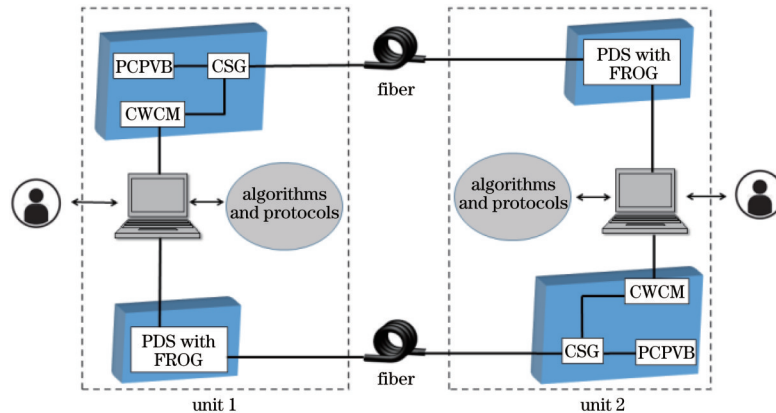 PCPVB
CSG
CWCM
fiber
PDS with
FROG
algorithms
and protocols
algorithms
and protocols
PDS with
FROG
fiber
CWCM
CSG
PCPVB
unit 1
unit 2